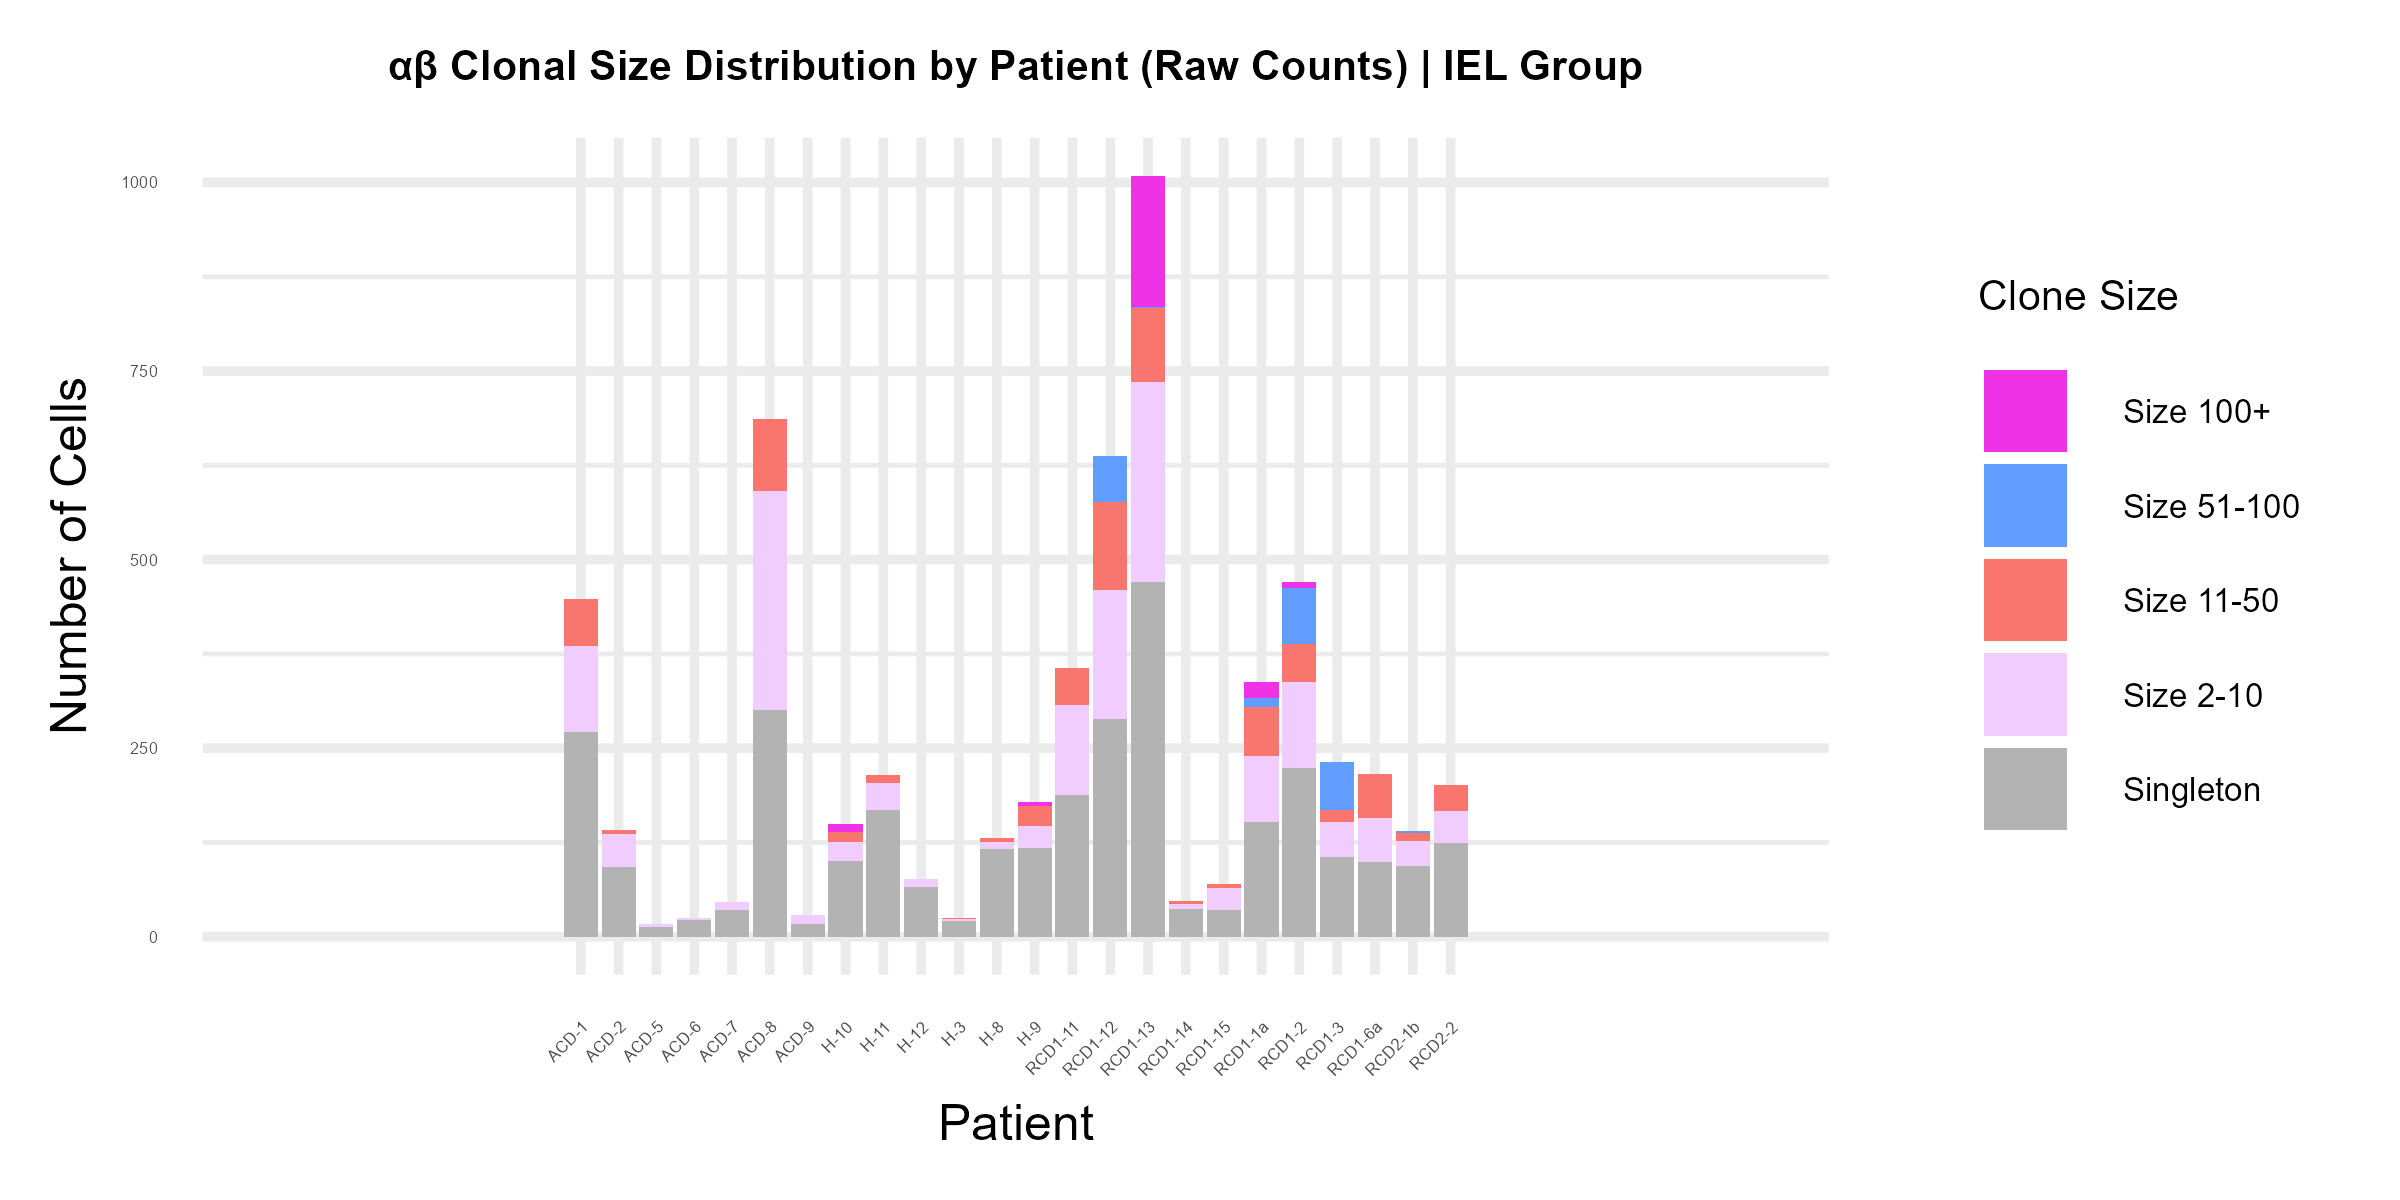 αβ Clonal Size Distribution by Patient (Raw Counts) | IEL Group
Number of Cells
1000
750
500
250
0
ACD-1
ACD-2
ACD-5
ACD-6
ACD-7
ACD-8
ACD-9
H-10
H-11
H-12
H-3
H-8
H-9
RCD1-11
RCD1-12
RCD1-13
RCD1-14
RCD1-15
RCD1-1a
RCD1-2
RCD1-3
RCD1-6a
RCD2-1b
RCD2-2
Patient
Clone Size
Size 100+
Size 51-100
Size 11-50
Size 2-10
Singleton